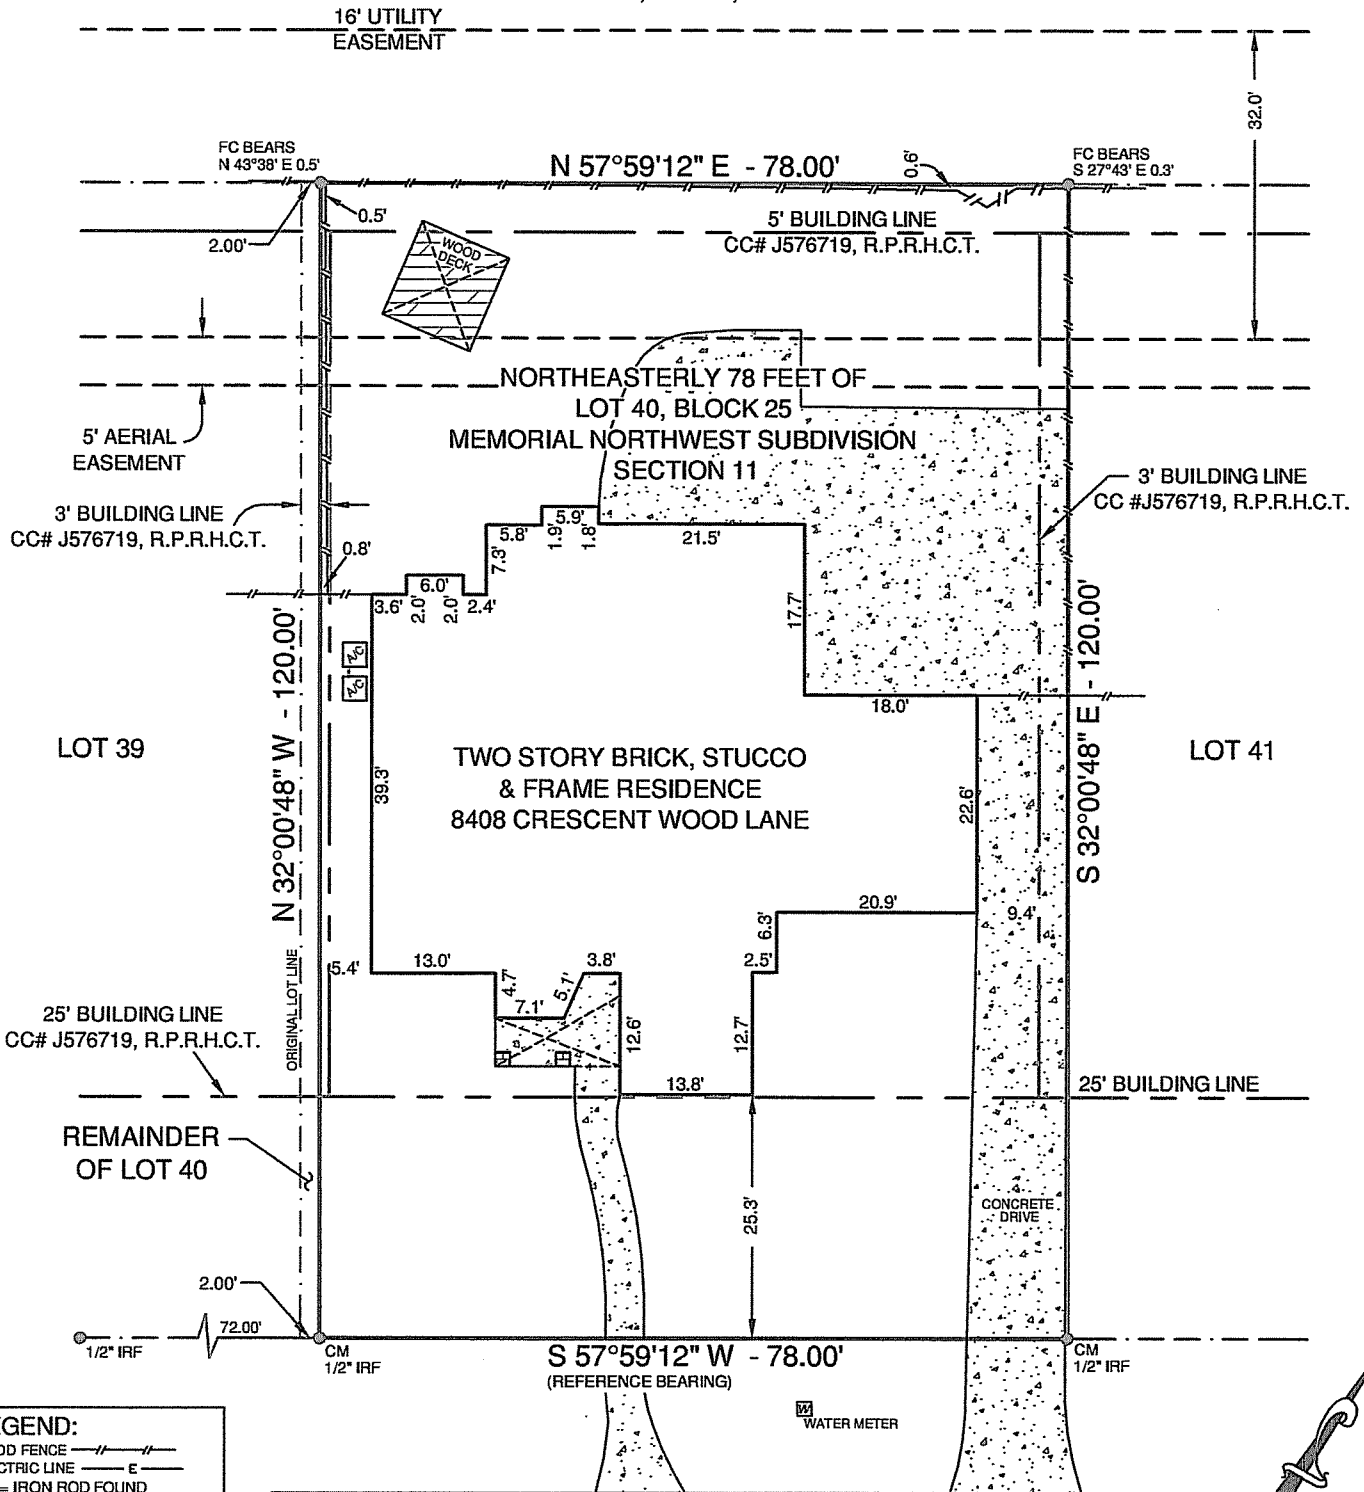 16' UTILITY
EASEMENT
32.0'
FC BEARS
N 43°38' E 0.5'
N 57°59'12" E - 78.00'
0.6'
FC BEARS
S 27°43' E 0.3'
0.5'
2.00'
5' BUILDING LINE
CC# J576719, R.P.R.H.C.T.
WOOD
DECK
NORTHEASTERLY 78 FEET OF
LOT 40, BLOCK 25
MEMORIAL NORTHWEST SUBDIVISION
SECTION 11
5' AERIAL
EASEMENT
3' BUILDING LINE
CC# J576719, R.P.R.H.C.T.
3' BUILDING LINE
CC #J576719, R.P.R.H.C.T.
0.8'
5.9'
5.8'
1.9'
1.8'
21.5'
7.3'
6.0'
3.6'
2.0'
2.0'
2.4'
17.7'
N 32°00'48" W - 120.00'
S 32°00'48" E - 120.00'
A/C
A/C
18.0'
LOT 39
LOT 41
TWO STORY BRICK, STUCCO
& FRAME RESIDENCE
8408 CRESCENT WOOD LANE
39.3'
22.6'
20.9'
9.4'
6.3'
2.5'
5.4'
13.0'
3.8'
4.7'
5.1'
7.1'
12.6'
12.7'
13.8'
ORIGINAL LOT LINE
25' BUILDING LINE
CC# J576719, R.P.R.H.C.T.
25' BUILDING LINE
REMAINDER
OF LOT 40
25.3'
CONCRETE
DRIVE
2.00'
72.00'
1/2" IRF
CM
1/2" IRF
S 57°59'12" W - 78.00'
(REFERENCE BEARING)
CM
1/2" IRF
W
WATER METER
EGEND:
OD FENCE
CTRIC LINE E
= IRON ROD FOUND